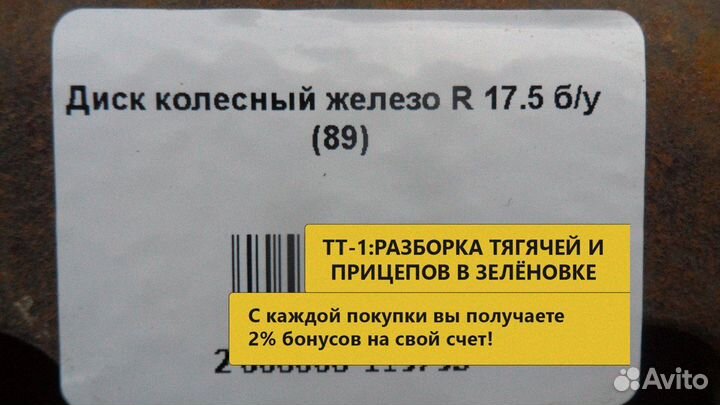 Диск колесный железо R 17.5 б/у
(89)
ТТ-1:РАЗБОРКА ТЯГАЧЕЙ И
ПРИЦЕПОВ В ЗЕЛЁНОВКЕ
С каждой покупки вы получаете
2% бонусов на свой счет!
2
Avito